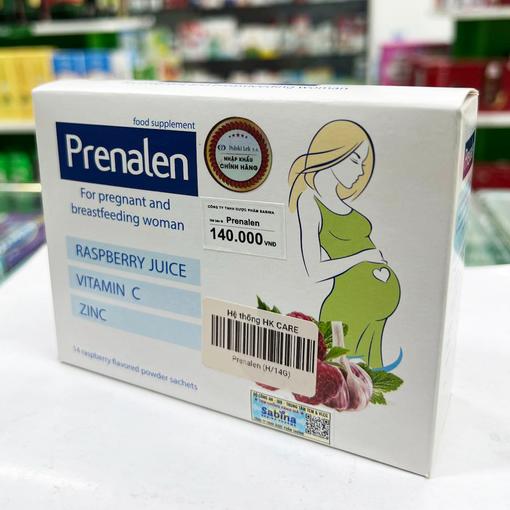 food supplement
Prenalen
For pregnant and
breastfeeding woman
RASPBERRY JUICE
VITAMIN C
ZINC
14 raspberry flavored powder sachets
Polski Lek S.A.
NHẬP KHẨU
CHÍNH HÃNG
CÔNG TY TNHH DƯỢC PHẨM SABINA
Prenalen
140.000 VND
Hệ thống HK CARE
Prenalen (H/14G)
Sabina